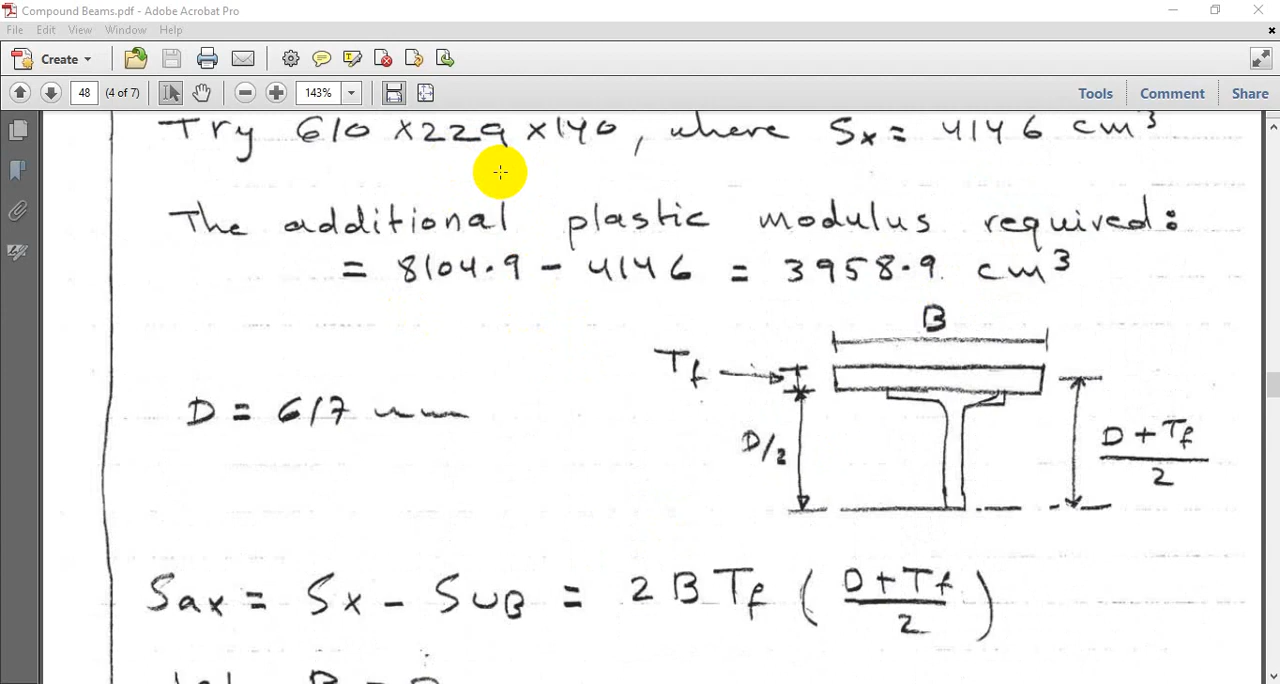 Compound Beams.pdf - Adobe Acrobat Pro
File Edit View Window Help
Create
48 (4 of 7) 143% Tools Comment Share
Try 610 x 229 x 140 , where Sx = 4146 cm³
The additional plastic modulus required:
= 8104.9 - 4146 = 3958.9 cm³
B
Tf
D = 617 mm
D/2
D + Tf
2
Sax = Sx - SUB = 2 B Tf ( D + Tf / 2 )